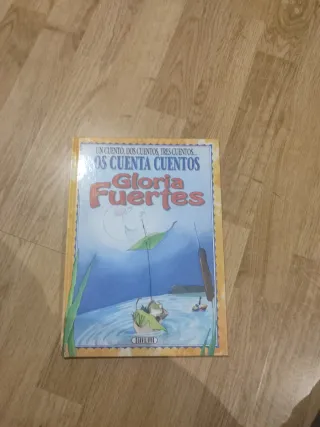 UN CUENTO, DOS CUENTOS, TRES CUENTOS...
OS CUENTA CUENTOS
Gloria
Fuertes